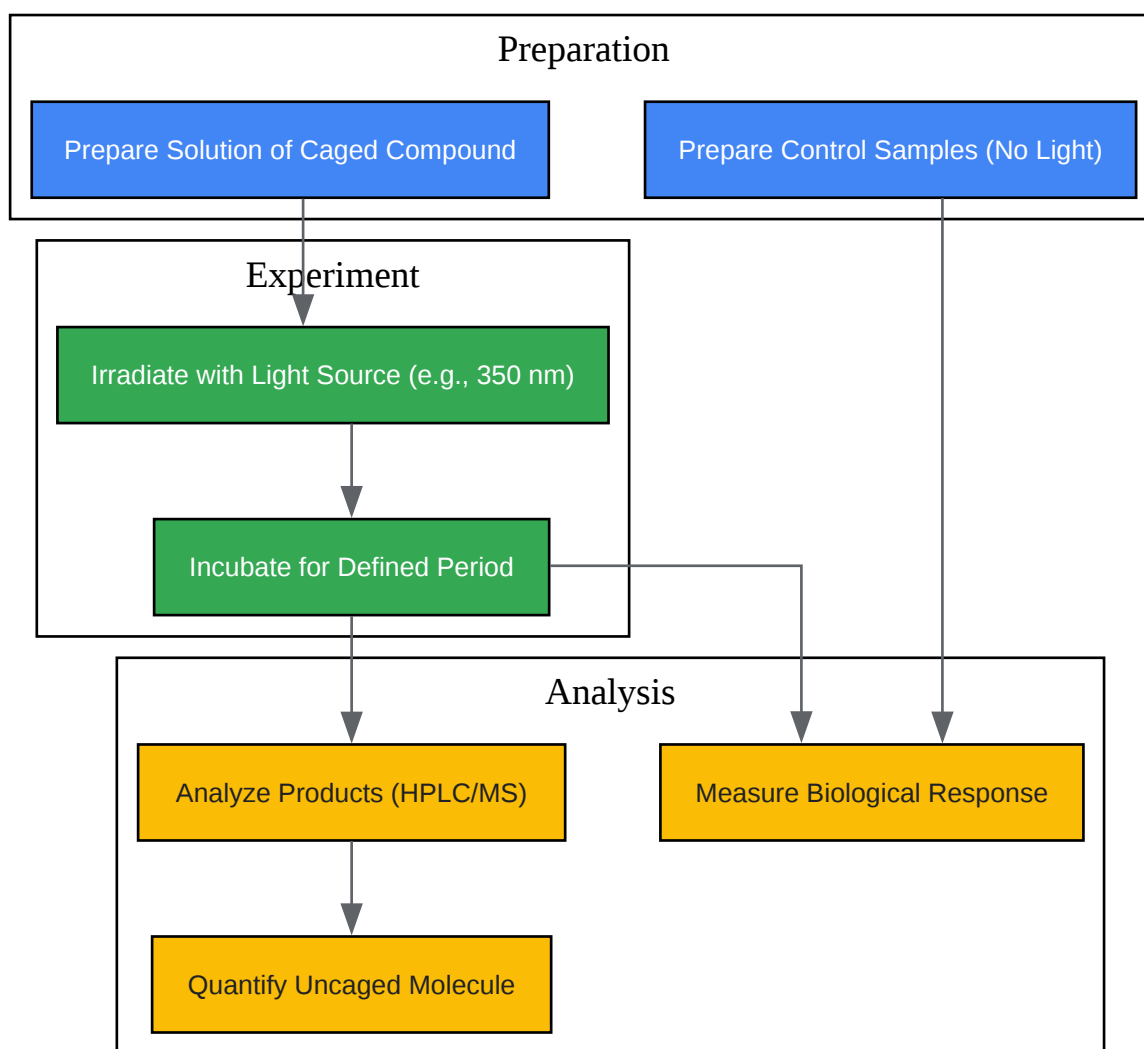 Preparation
Prepare Solution of Caged Compound
Prepare Control Samples (No Light)
Experiment
Irradiate with Light Source (e.g., 350 nm)
Incubate for Defined Period
Analysis
Analyze Products (HPLC/MS)
Measure Biological Response
Quantify Uncaged Molecule